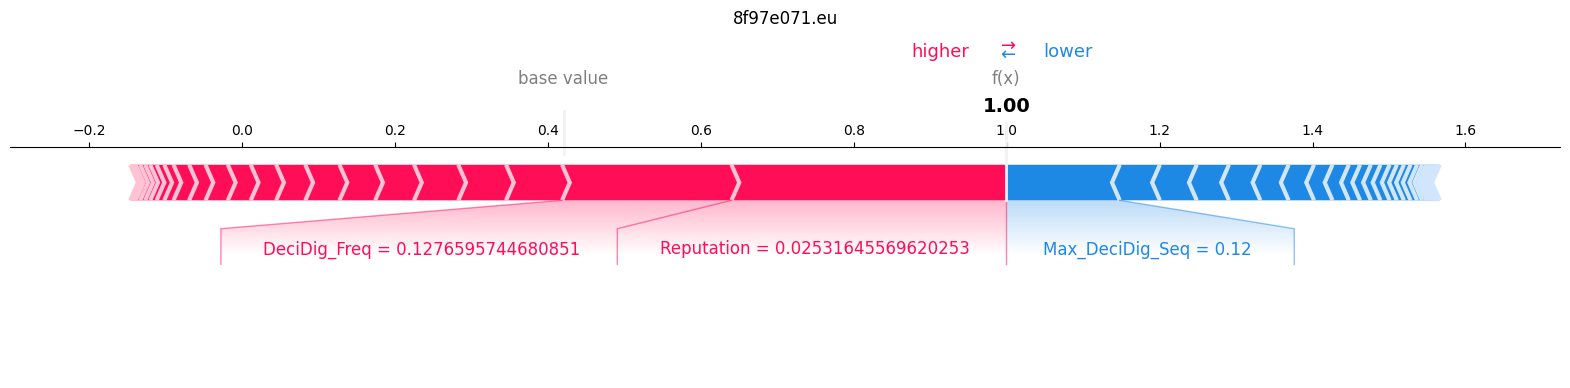 8f97e071.eu
higher ⇄ lower
base value f(x)
1.00
−0.2 0.0 0.2 0.4 0.6 0.8 1 0 1.2 1.4 1.6
DeciDig_Freq = 0.1276595744680851 Reputation = 0.02531645569620253 Max_DeciDig_Seq = 0.12